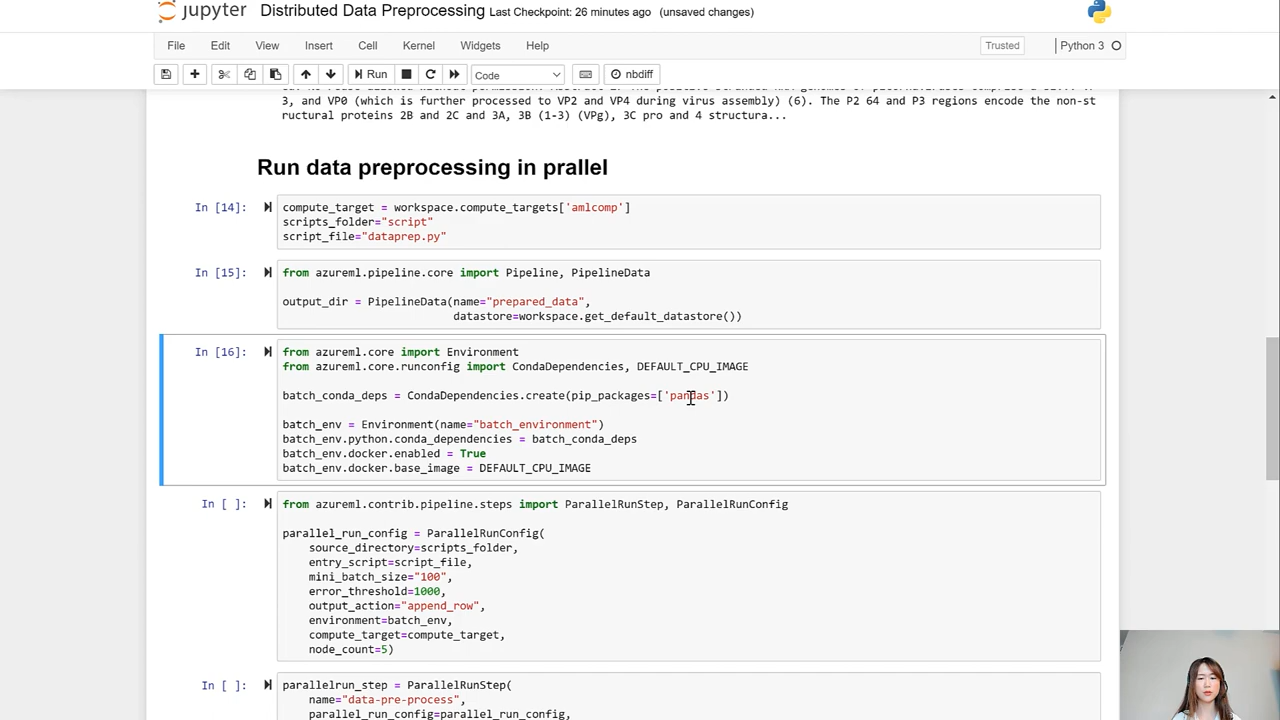 jupyter Distributed Data Preprocessing Last Checkpoint: 26 minutes ago (unsaved changes)
File Edit View Insert Cell Kernel Widgets Help Trusted Python 3
Run Code nbdiff
3, and VP0 (which is further processed to VP2 and VP4 during virus assembly) (6). The P2 64 and P3 regions encode the non-st
ructural proteins 2B and 2C and 3A, 3B (1-3) (VPg), 3C pro and 4 structura...
Run data preprocessing in prallel
In [14]: compute_target = workspace.compute_targets['amlcomp']
scripts_folder="script"
script_file="dataprep.py"
In [15]: from azureml.pipeline.core import Pipeline, PipelineData
output_dir = PipelineData(name="prepared_data",
datastore=workspace.get_default_datastore())
In [16]: from azureml.core import Environment
from azureml.core.runconfig import CondaDependencies, DEFAULT_CPU_IMAGE
batch_conda_deps = CondaDependencies.create(pip_packages=['pandas'])
batch_env = Environment(name="batch_environment")
batch_env.python.conda_dependencies = batch_conda_deps
batch_env.docker.enabled = True
batch_env.docker.base_image = DEFAULT_CPU_IMAGE
In [ ]: from azureml.contrib.pipeline.steps import ParallelRunStep, ParallelRunConfig
parallel_run_config = ParallelRunConfig(
source_directory=scripts_folder,
entry_script=script_file,
mini_batch_size="100",
error_threshold=1000,
output_action="append_row",
environment=batch_env,
compute_target=compute_target,
node_count=5)
In [ ]: parallelrun_step = ParallelRunStep(
name="data-pre-process",
parallel_run_config=parallel_run_config,